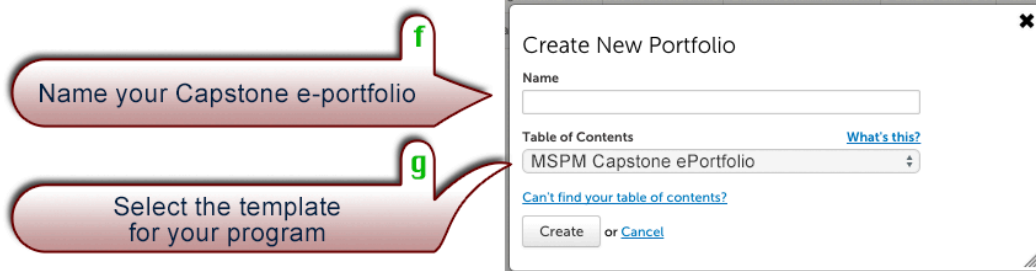 f
Name your Capstone e-portfolio
g
Select the template
for your program
Create New Portfolio
Name
Table of Contents What's this?
MSPM Capstone ePortfolio
Can't find your table of contents?
Create or Cancel